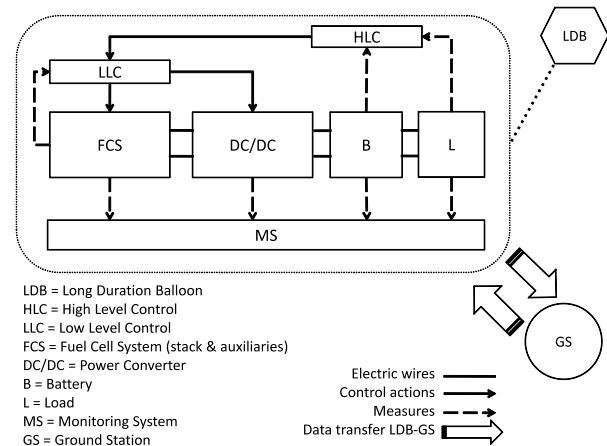 HLC
LDB
LLC
FCS
DC/DC
B
L
MS
LDB = Long Duration Balloon
HLC = High Level Control
LLC = Low Level Control
FCS = Fuel Cell System (stack & auxiliaries)
DC/DC = Power Converter
B = Battery
L = Load
MS = Monitoring System
GS = Ground Station
GS
Electric wires
Control actions
Measures
Data transfer LDB-GS